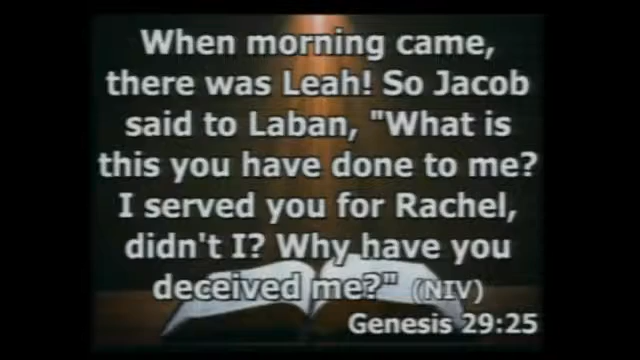 When morning came,
there was Leah! So Jacob
said to Laban, "What is
this you have done to me?
I served you for Rachel,
didn't I? Why have you
deceived me?" (NIV)
Genesis 29:25